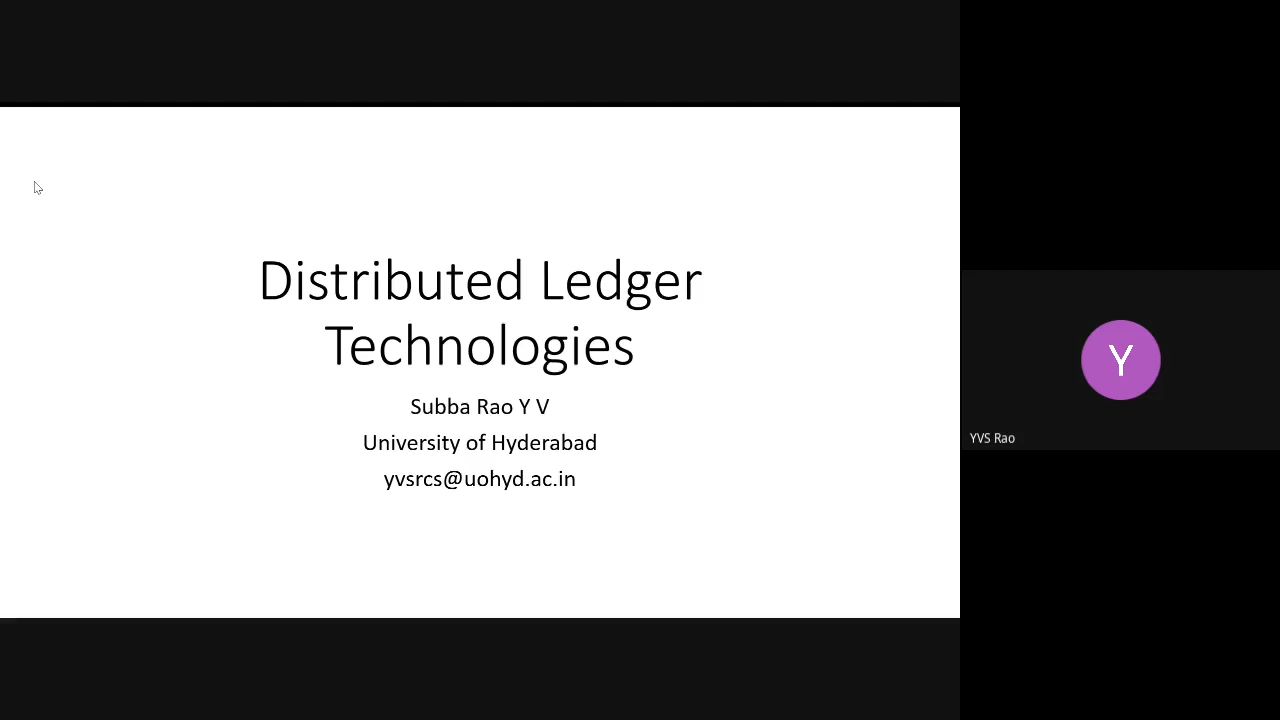 Distributed Ledger
Technologies
Subba Rao Y V
University of Hyderabad
yvsrcs@uohyd.ac.in
Y
YVS Rao